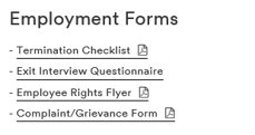 Employment Forms
- Termination Checklist
- Exit Interview Questionnaire
- Employee Rights Flyer
- Complaint/Grievance Form